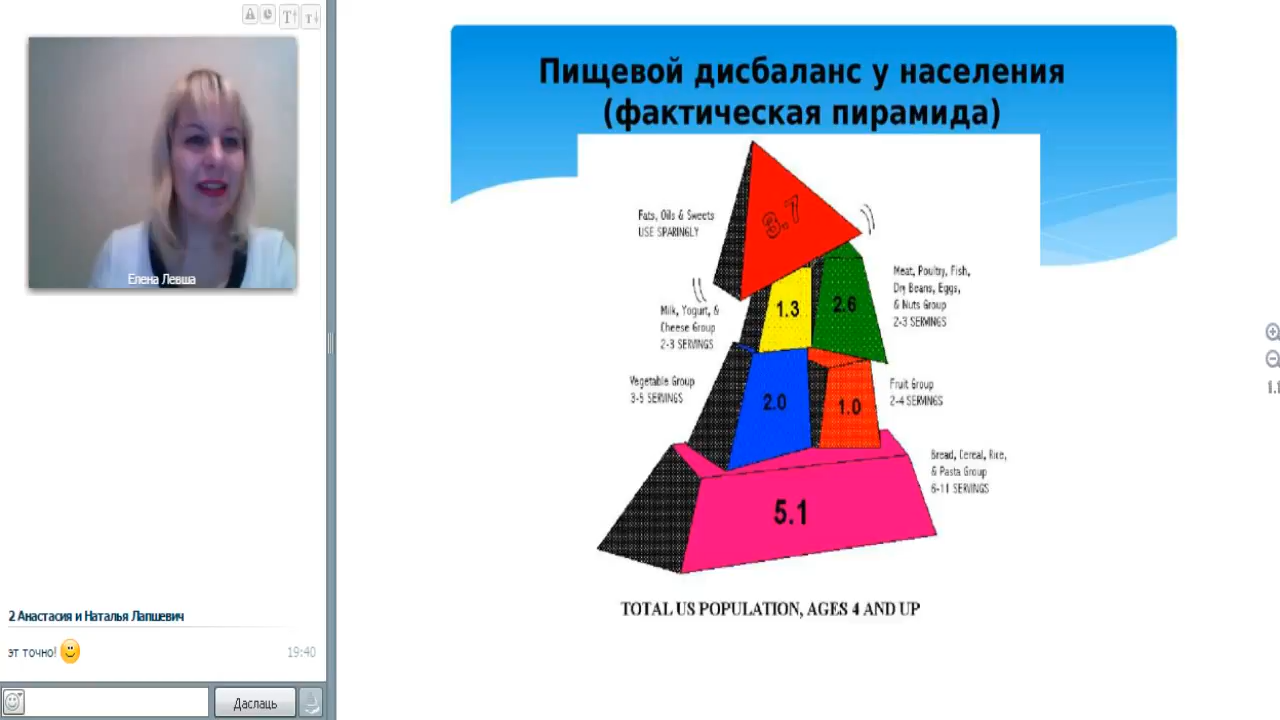 Елена Левша
2 Анастасия и Наталья Лапшевич
эт точно!
19:40
Даслаць
Пищевой дисбаланс у населения
(фактическая пирамида)
Fats, Oils & Sweets
USE SPARINGLY
3.7
Milk, Yogurt, &
Cheese Group
2-3 SERVINGS
1.3
2.6
Meat, Poultry, Fish,
Dry Beans, Eggs,
& Nuts Group
2-3 SERVINGS
Vegetable Group
3-5 SERVINGS
2.0
1.0
Fruit Group
2-4 SERVINGS
Bread, Cereal, Rice,
& Pasta Group
6-11 SERVINGS
5.1
TOTAL US POPULATION, AGES 4 AND UP